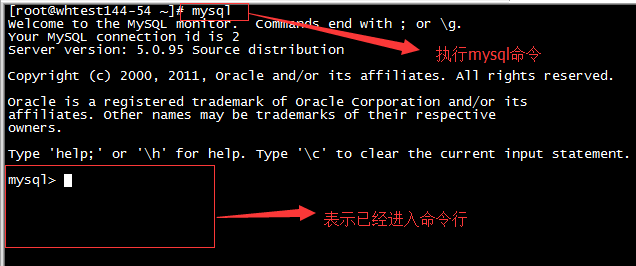 [root@whtest144-54 ~]# mysql
Welcome to the MySQL monitor.  Commands end with ; or \g.
Your MySQL connection id is 2
Server version: 5.0.95 Source distribution
执行mysql命令
Copyright (c) 2000, 2011, Oracle and/or its affiliates. All rights reserved.
Oracle is a registered trademark of Oracle Corporation and/or its
affiliates. Other names may be trademarks of their respective
owners.
Type 'help;' or '\h' for help. Type '\c' to clear the current input statement.
mysql>
表示已经进入命令行